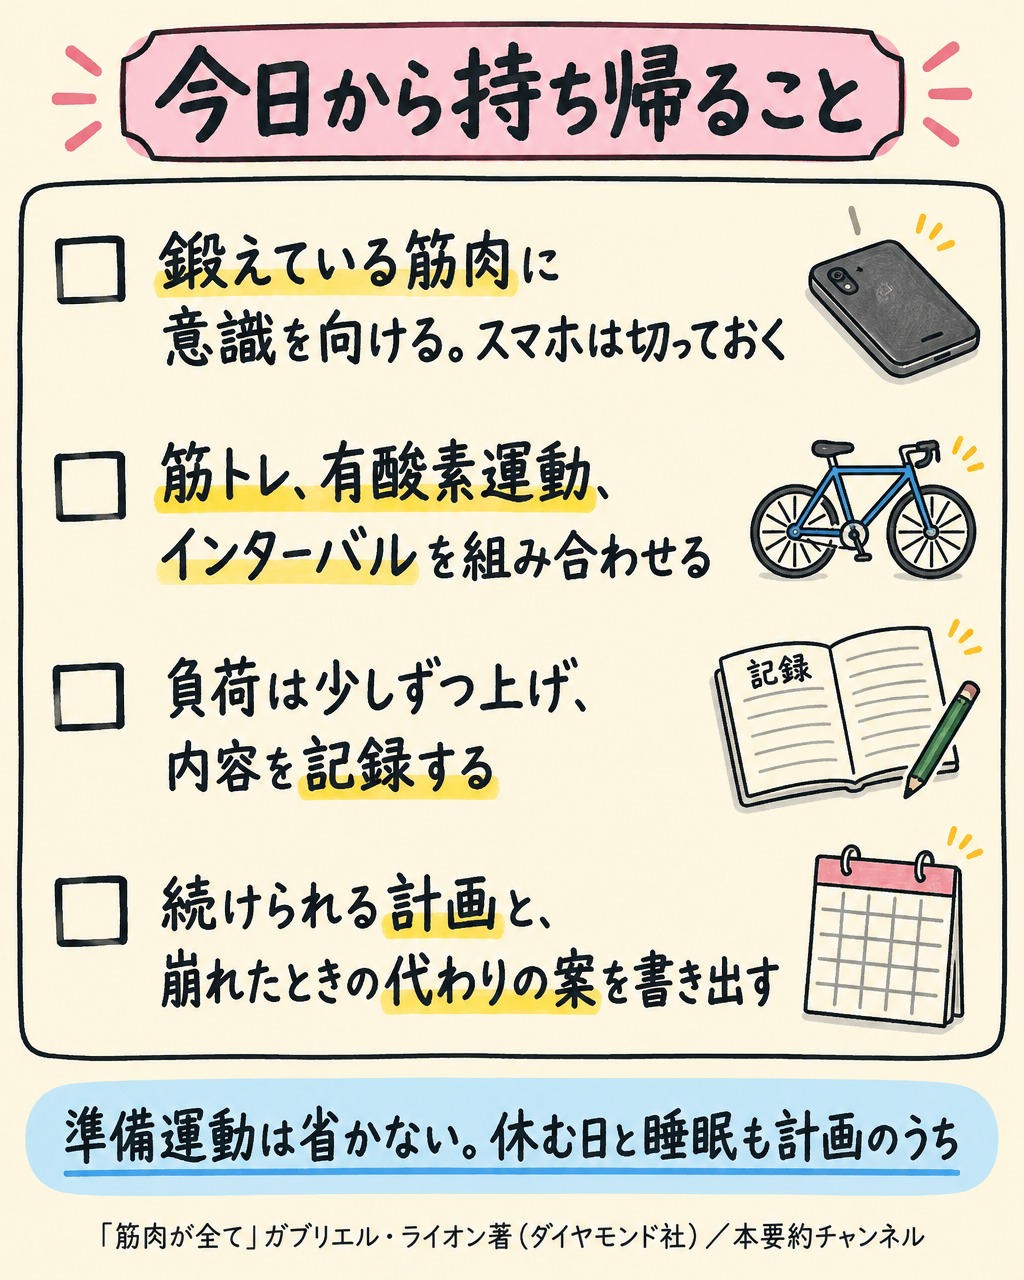 今日から持ち帰ること
鍛えている筋肉に
意識を向ける。スマホは切っておく
筋トレ、有酸素運動、
インターバルを組み合わせる
負荷は少しずつ上げ、
内容を記録する
記録
続けられる計画と、
崩れたときの代わりの案を書き出す
準備運動は省かない。休む日と睡眠も計画のうち
「筋肉が全て」ガブリエル・ライオン著(ダイヤモンド社)／本要約チャンネル